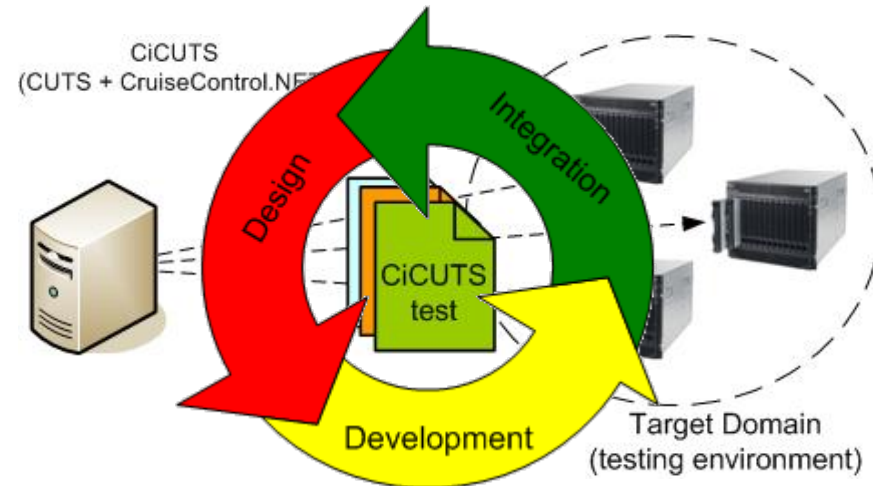 CiCUTS
(CUTS + CruiseControl.NET
Integration
Design
CiCUTS
test
Development
Target Domain
(testing environment)